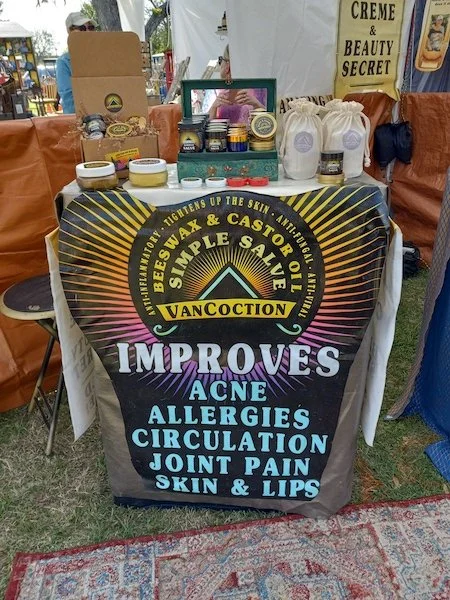 CREME
&
BEAUTY
SECRET
SALVE
ANTI-INFLAMMATORY · TIGHTENS UP THE SKIN · ANTI-FUNGAL · ANTI-VIRAL
BEESWAX & CASTOR OIL
SIMPLE SALVE
VANCOCTION
IMPROVES
ACNE
ALLERGIES
CIRCULATION
JOINT PAIN
SKIN & LIPS